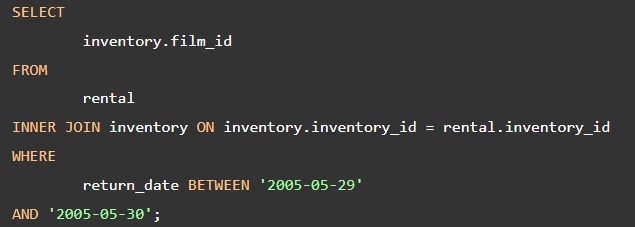 SELECT
inventory.film_id
FROM
rental
INNER JOIN inventory ON inventory.inventory_id = rental.inventory_id
WHERE
return_date BETWEEN '2005-05-29'
AND '2005-05-30';